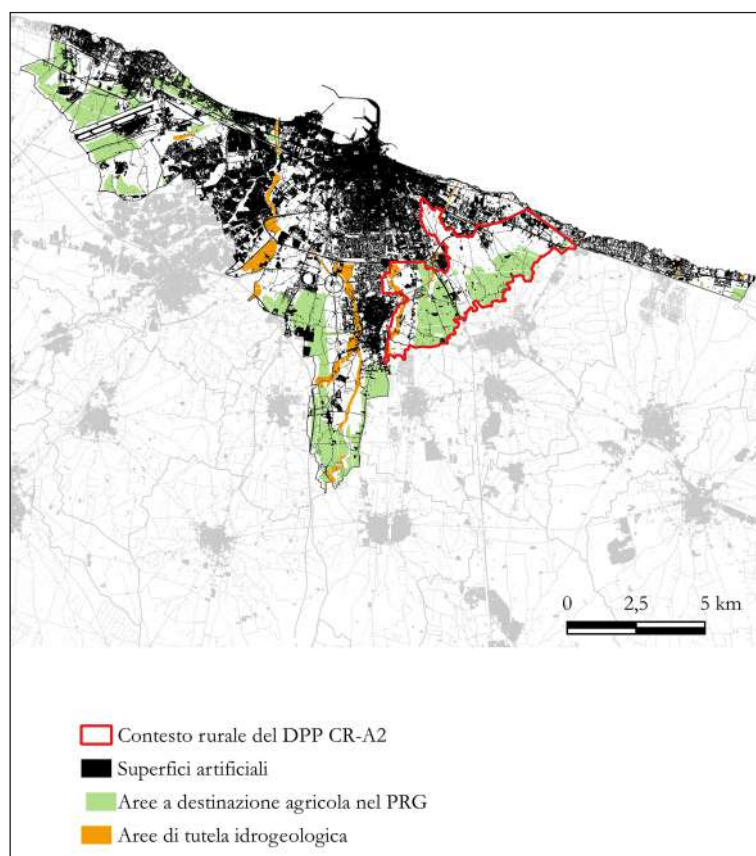 0 2,5 5 km
Contesto rurale del DPP CR-A2
Superfici artificiali
Aree a destinazione agricola nel PRG
Aree di tutela idrogeologica